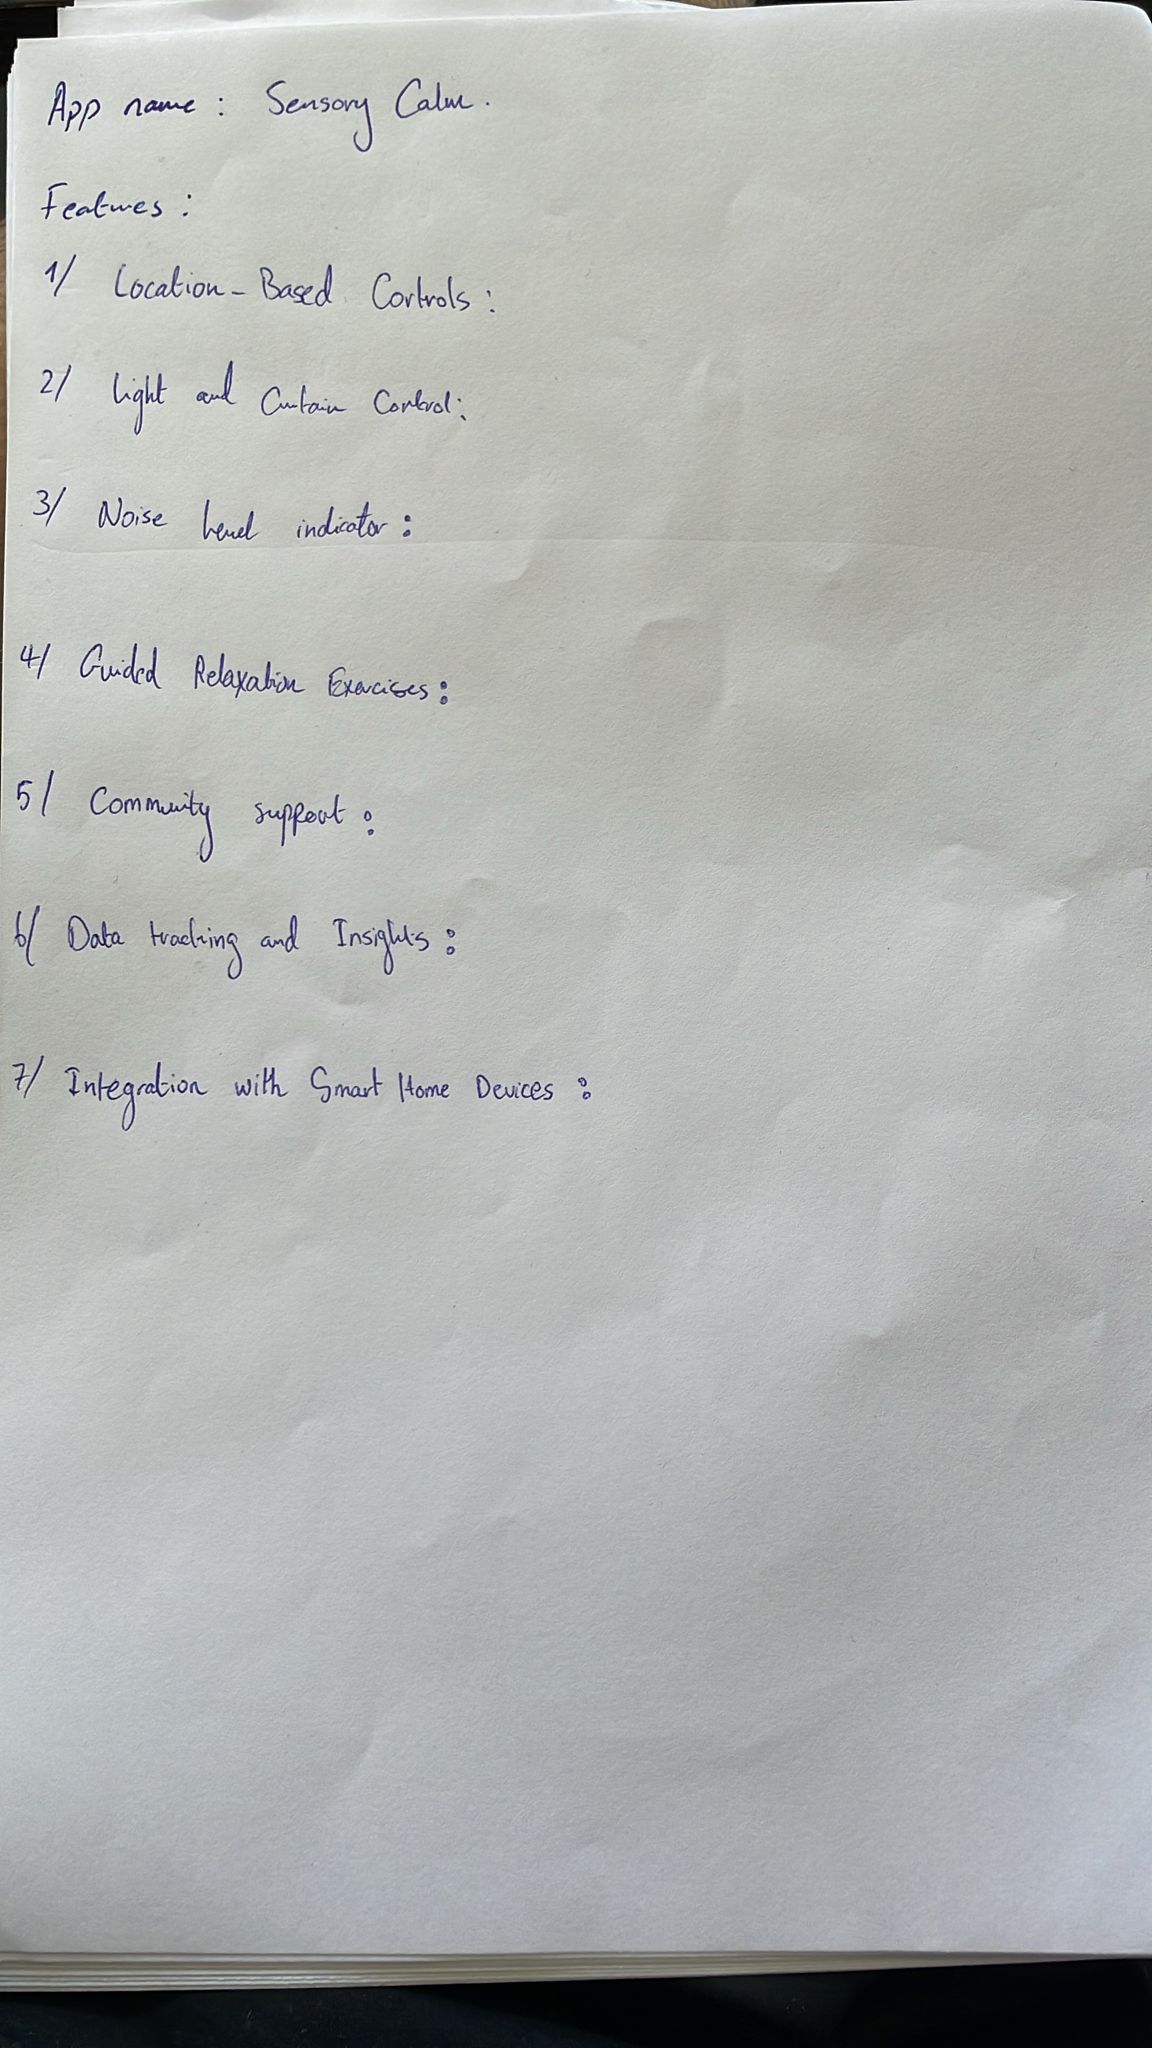 App name : Sensory Calm.
Features :
1/ Location-Based Controls :
2/ Light and Curtain Control :
3/ Noise Level indicator :
4/ Guided Relaxation Exercises :
5/ Community support :
6/ Data tracking and Insights :
7/ Integration with Smart Home Devices :